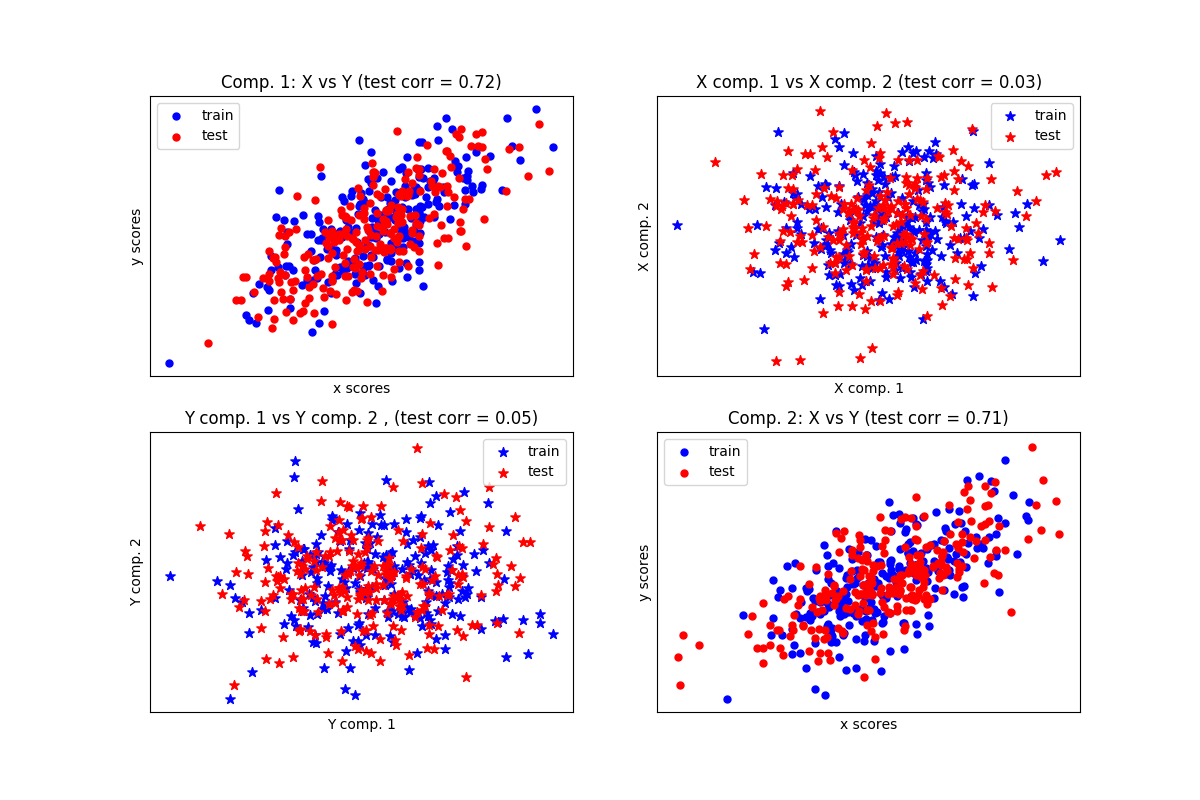 Comp. 1: X vs Y (test corr = 0.72)
train
test
y scores
x scores
X comp. 1 vs X comp. 2 (test corr = 0.03)
train
test
X comp. 2
X comp. 1
Y comp. 1 vs Y comp. 2 , (test corr = 0.05)
train
test
Y comp. 2
Y comp. 1
Comp. 2: X vs Y (test corr = 0.71)
train
test
y scores
x scores